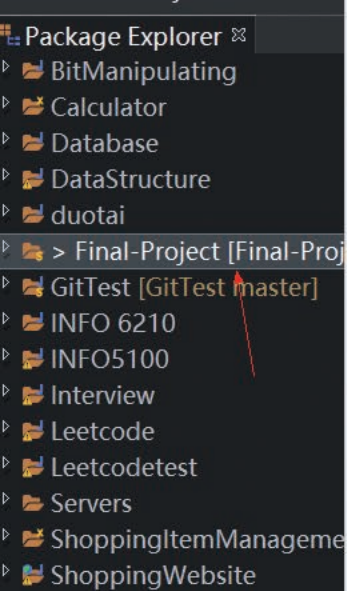 Package Explorer
BitManipulating
Calculator
Database
DataStructure
duotai
> Final-Project [Final-Proj
GitTest [GitTest master]
INFO 6210
INFO5100
Interview
Leetcode
Leetcodetest
Servers
ShoppingItemManageme
ShoppingWebsite